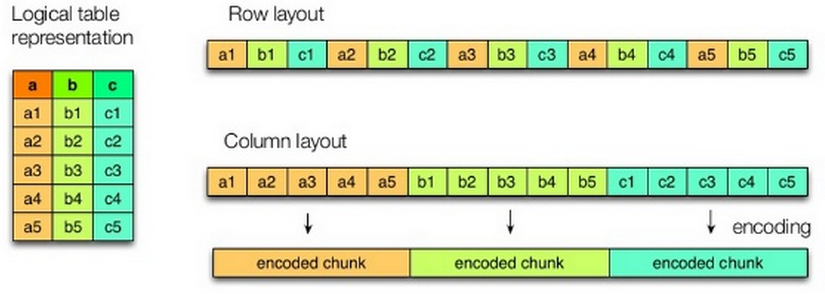 Logical table
representation
a b c
a1 b1 c1
a2 b2 c2
a3 b3 c3
a4 b4 c4
a5 b5 c5
Row layout
a1 b1 c1 a2 b2 c2 a3 b3 c3 a4 b4 c4 a5 b5 c5
Column layout
a1 a2 a3 a4 a5 b1 b2 b3 b4 b5 c1 c2 c3 c4 c5
encoding
encoded chunk encoded chunk encoded chunk